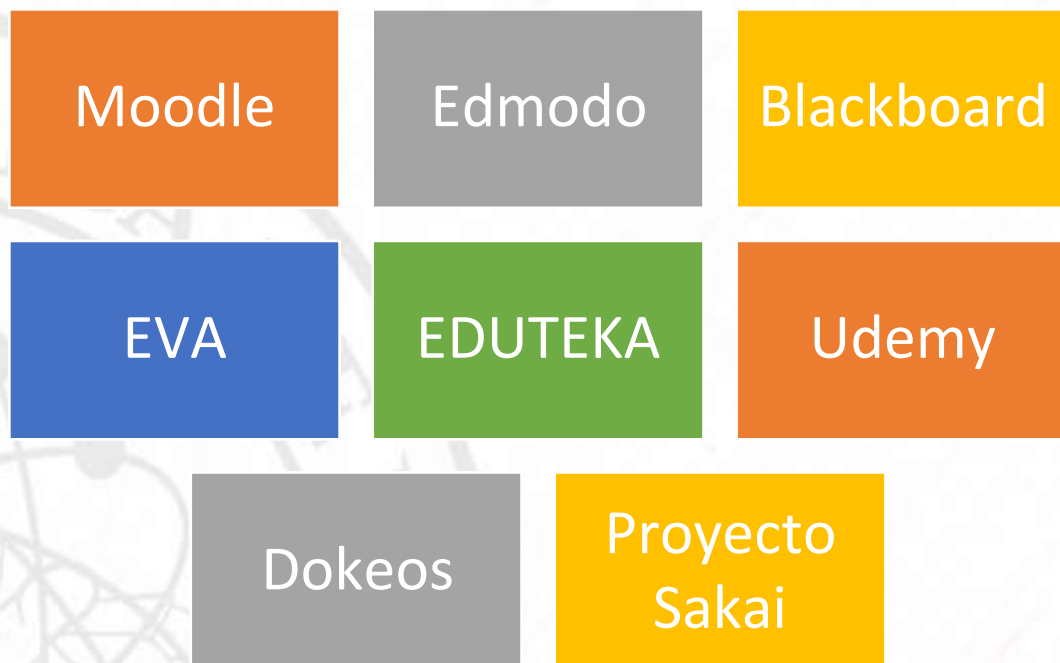 Moodle
Edmodo
Blackboard
EVA
EDUTEKA
Udemy
Dokeos
Proyecto
Sakai